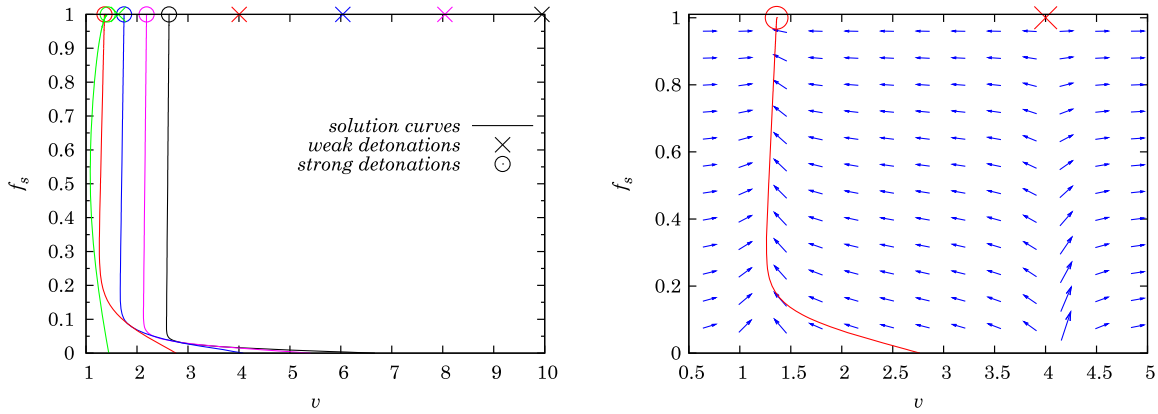 1
0.9
0.8
0.7
0.6
0.5
0.4
0.3
0.2
0.1
0
f_s
solution curves
weak detonations
strong detonations
1 2 3 4 5 6 7 8 9 10
v
1
0.8
0.6
0.4
0.2
0
f_s
0.5 1 1.5 2 2.5 3 3.5 4 4.5 5
v